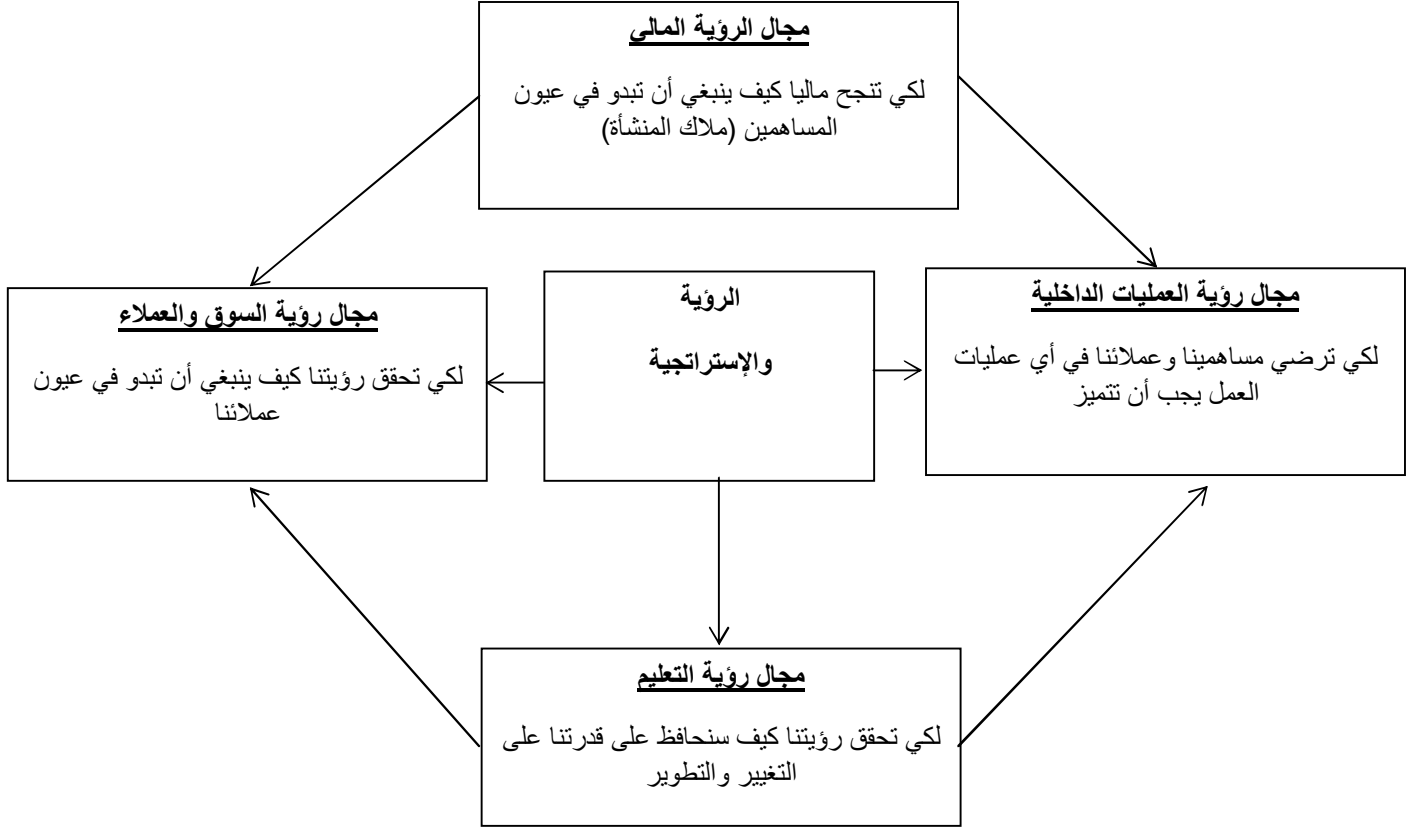 مجال الرؤية المالي
لكي تنجح ماليا كيف ينبغي أن تبدو في عيون
المساهمين (ملاك المنشأة)
مجال رؤية العمليات الداخلية
لكي ترضي مساهمينا وعملائنا في أي عمليات
العمل يجب أن تتميز
الرؤية
والإستراتجية
مجال رؤية السوق والعملاء
لكي تحقق رؤيتنا كيف ينبغي أن تبدو في عيون
عملائنا
مجال رؤية التعليم
لكي تحقق رؤيتنا كيف سنحافظ على قدرتنا على
التغيير والتطوير